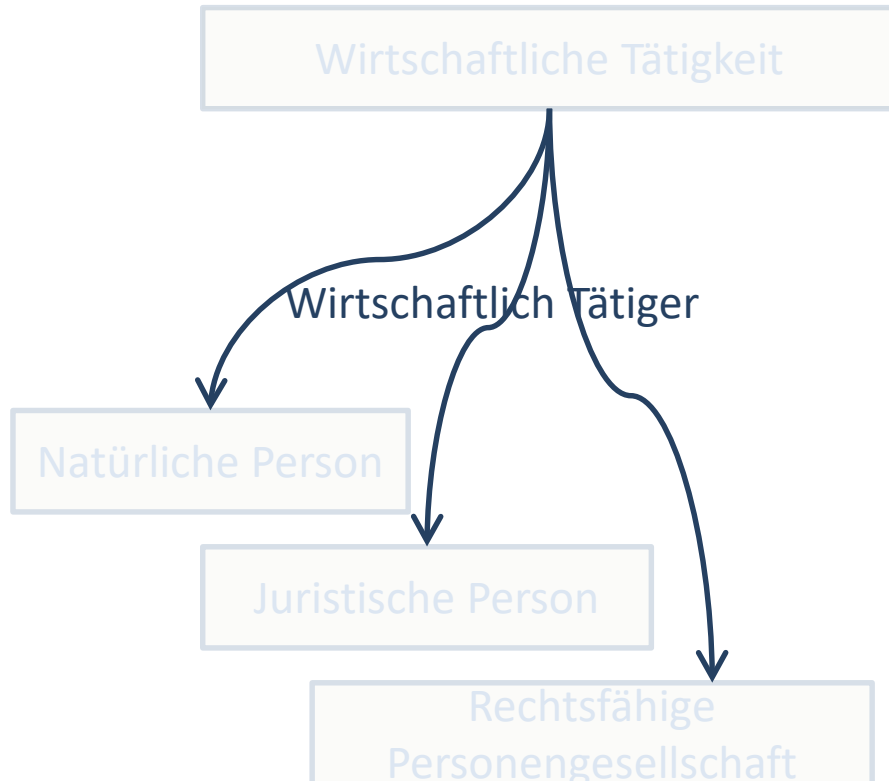 Wirtschaftliche Tätigkeit
Wirtschaftlich Tätiger
Natürliche Person
Juristische Person
Rechtsfähige
Personengesellschaft